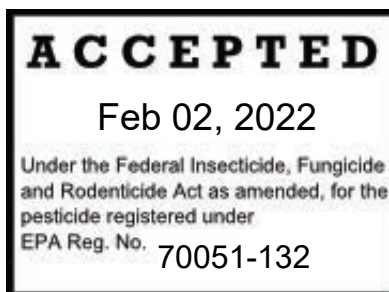 ACCEPTED
Feb 02, 2022
Under the Federal Insecticide, Fungicide
and Rodenticide Act as amended, for the
pesticide registered under
EPA Reg. No. 70051-132